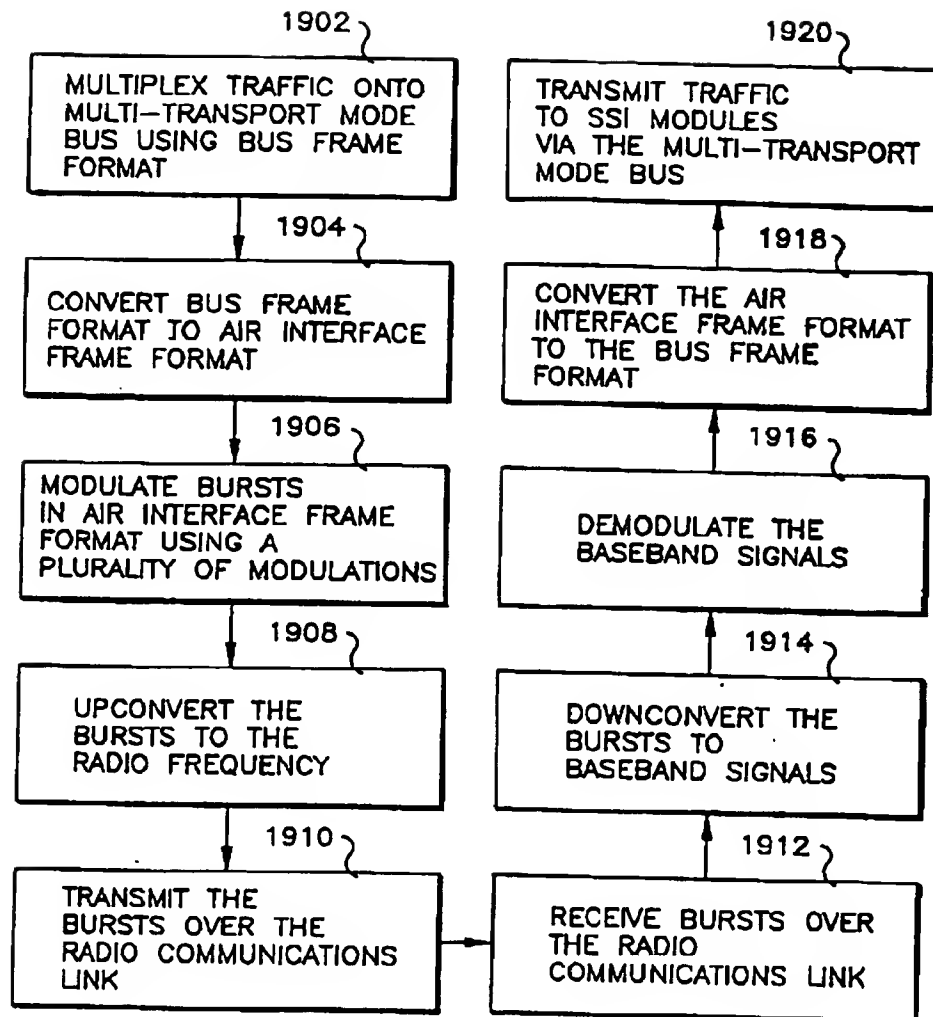 1902
MULTIPLEX TRAFFIC ONTO
MULTI-TRANSPORT MODE
BUS USING BUS FRAME
FORMAT
1904
CONVERT BUS FRAME
FORMAT TO AIR INTERFACE
FRAME FORMAT
1906
MODULATE BURSTS
IN AIR INTERFACE FRAME
FORMAT USING A
PLURALITY OF MODULATIONS
1908
UPCONVERT THE
BURSTS TO THE
RADIO FREQUENCY
1910
TRANSMIT THE
BURSTS OVER THE
RADIO COMMUNICATIONS
LINK
1912
RECEIVE BURSTS OVER
THE RADIO
COMMUNICATIONS LINK
1914
DOWNCONVERT THE
BURSTS TO
BASEBAND SIGNALS
1916
DEMODULATE THE
BASEBAND SIGNALS
1918
CONVERT THE AIR
INTERFACE FRAME FORMAT
TO THE BUS FRAME
FORMAT
1920
TRANSMIT TRAFFIC
TO SSI MODULES
VIA THE MULTI-TRANSPORT
MODE BUS